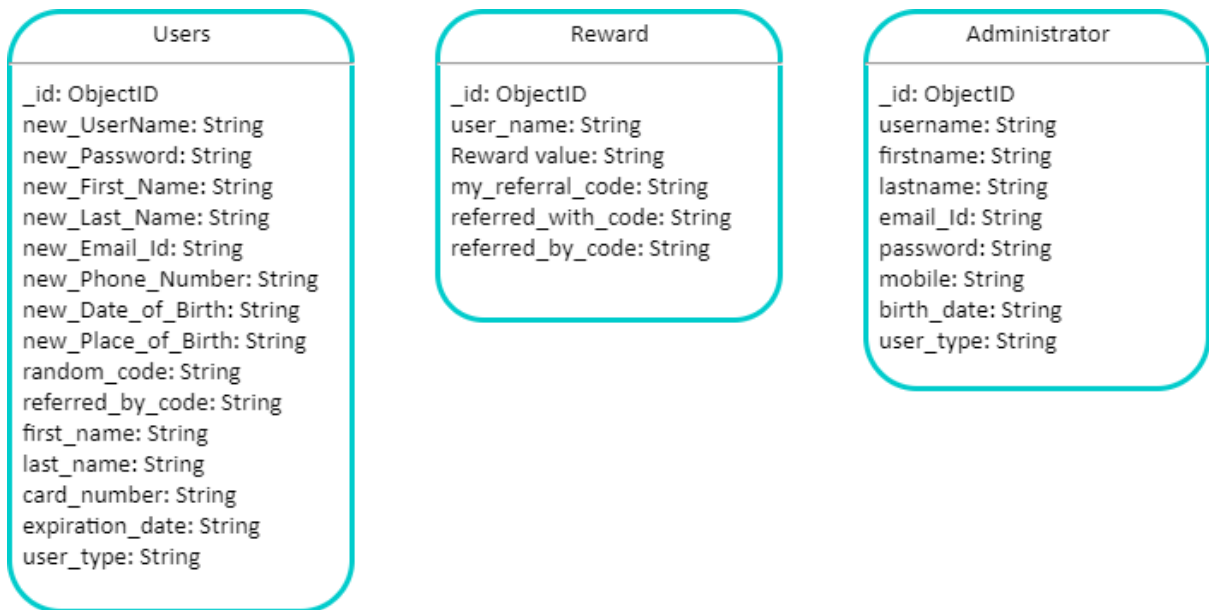 Users
_id: ObjectID
new_UserName: String
new_Password: String
new_First_Name: String
new_Last_Name: String
new_Email_Id: String
new_Phone_Number: String
new_Date_of_Birth: String
new_Place_of_Birth: String
random_code: String
referred_by_code: String
first_name: String
last_name: String
card_number: String
expiration_date: String
user_type: String
Reward
_id: ObjectID
user_name: String
Reward value: String
my_referral_code: String
referred_with_code: String
referred_by_code: String
Administrator
_id: ObjectID
username: String
firstname: String
lastname: String
email_Id: String
password: String
mobile: String
birth_date: String
user_type: String